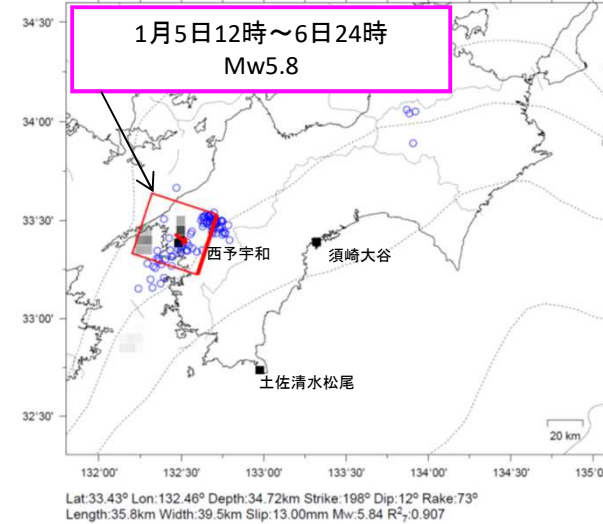 1月5日12時～6日24時
Mw5.8
34˚30'
34˚00'
33˚30'
33˚00'
32˚30'
西予宇和
須崎大谷
土佐清水松尾
20 km
132˚00'
132˚30'
133˚00'
133˚30'
134˚00'
134˚30'
135˚0
Lat:33.43° Lon:132.46° Depth:34.72km Strike:198° Dip:12° Rake:73°
Length:35.8km Width:39.5km Slip:13.00mm Mw:5.84 R²₇:0.907